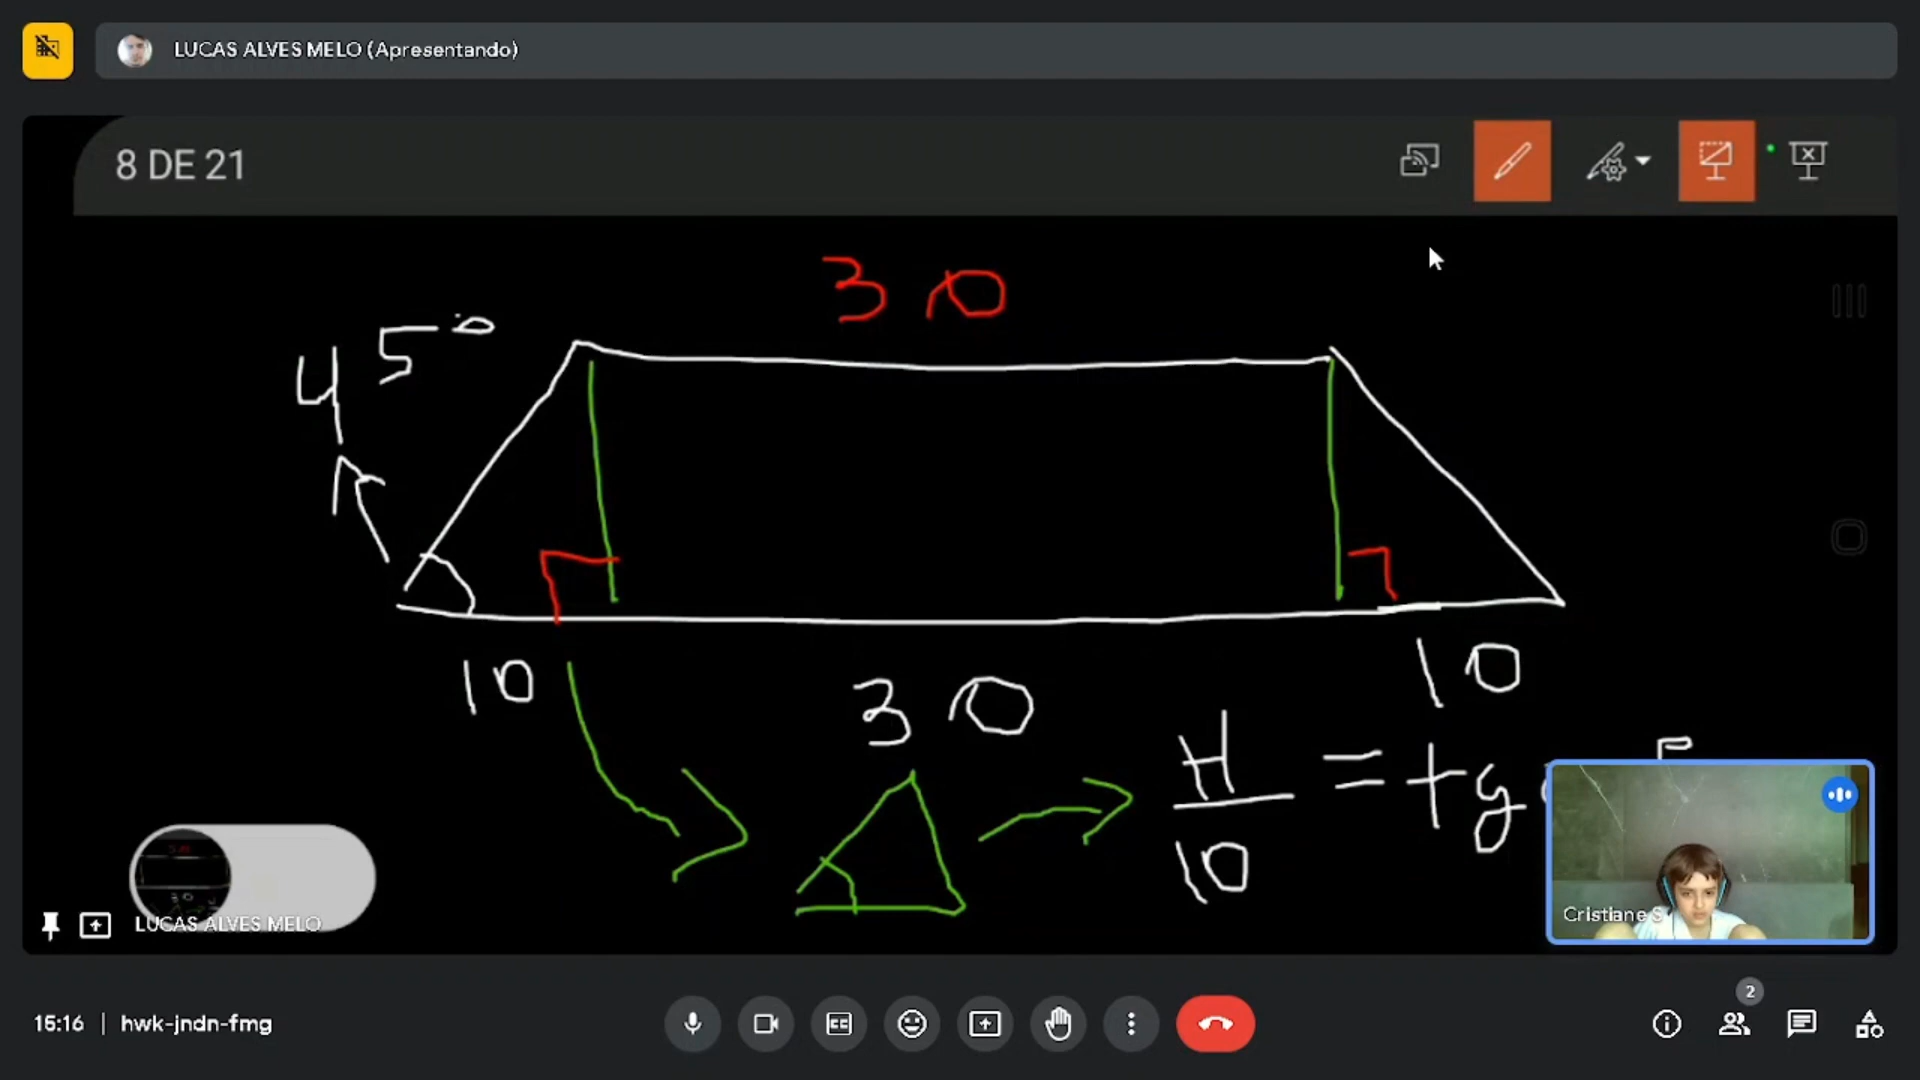 LUCAS ALVES MELO (Apresentando)
8 DE 21
30
45°
10
30
10
H
10
= tg
Cristiane S
LUCAS ALVES MELO
15:16 | hwk-jndn-fmg
2